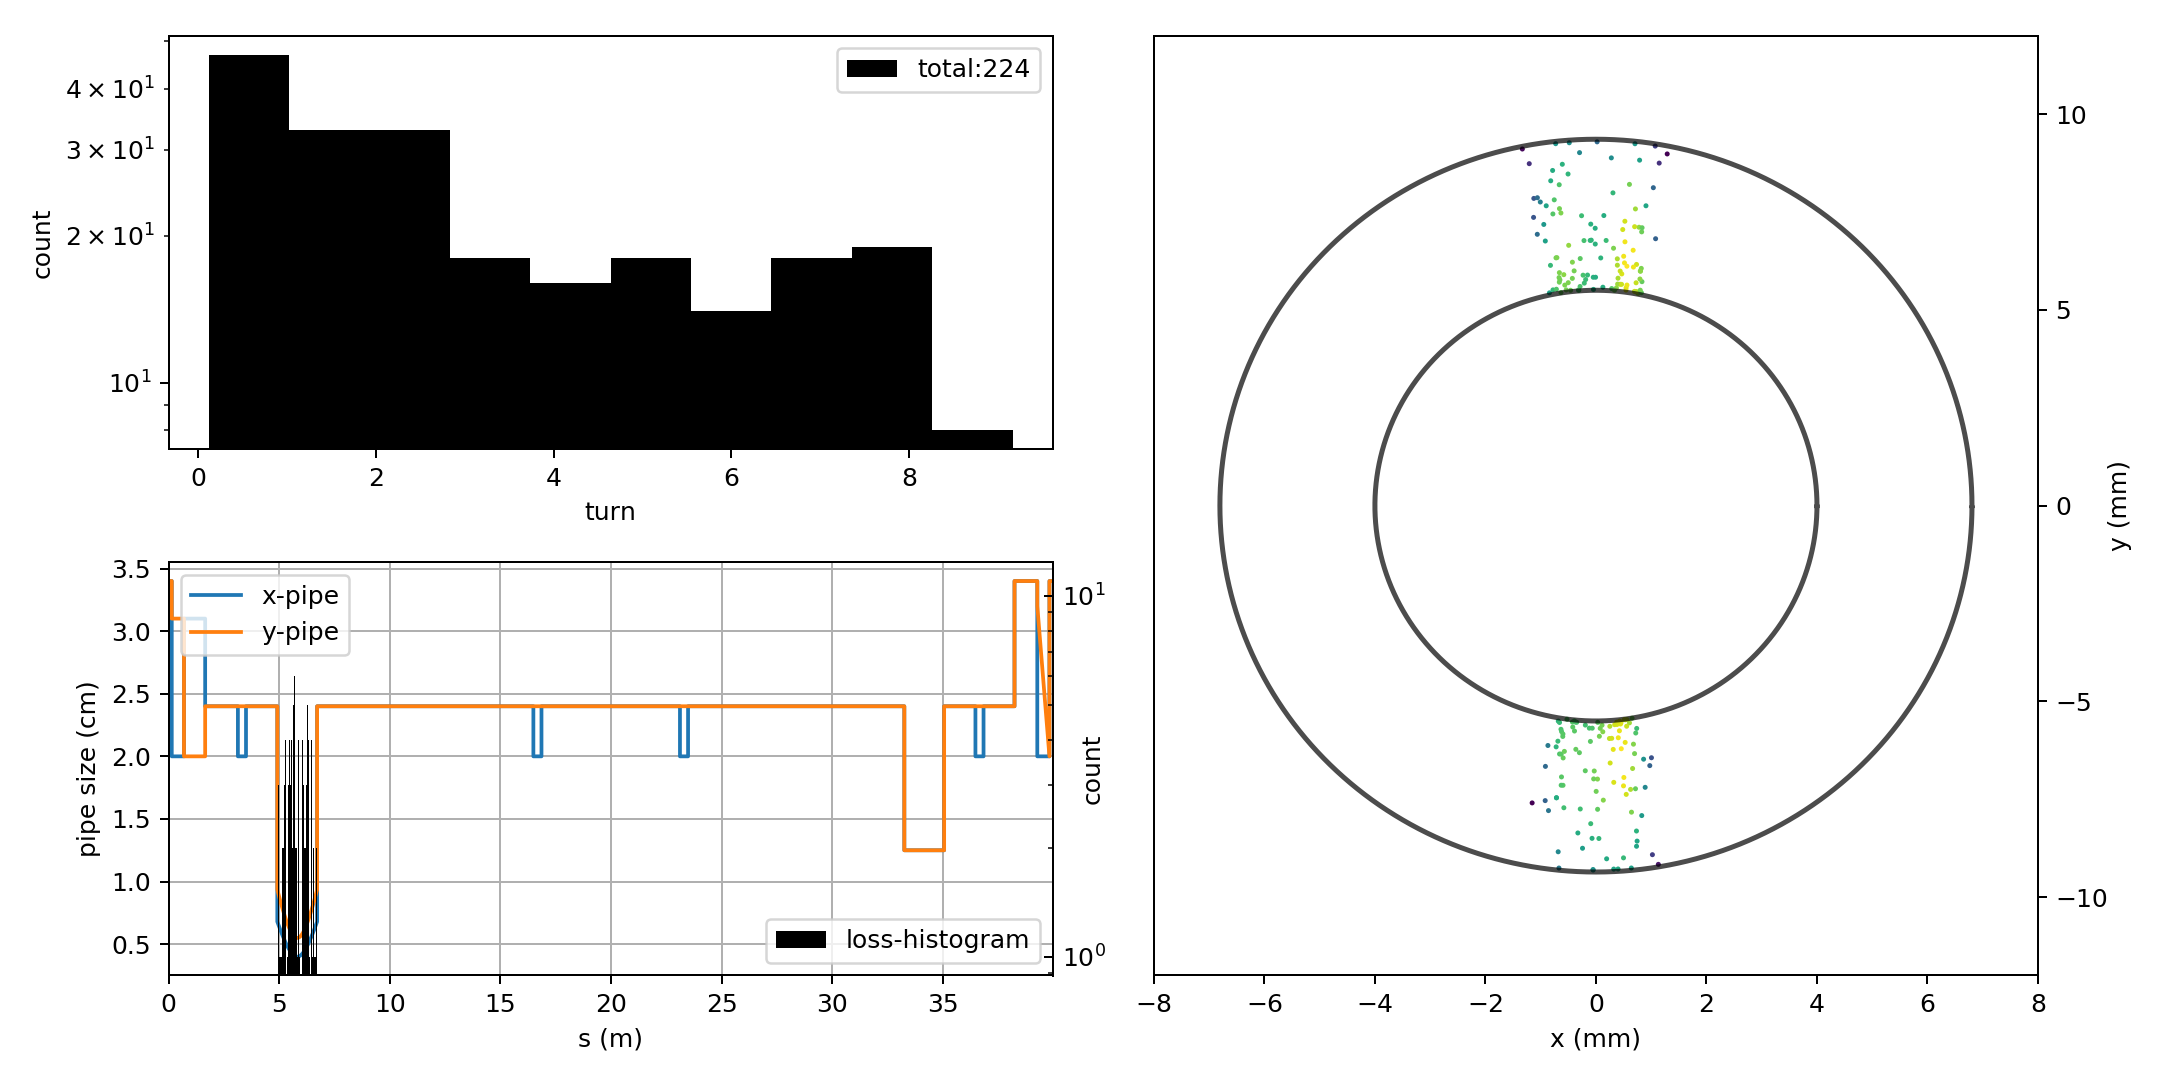 4 × 10¹
3 × 10¹
2 × 10¹
10¹
count
total:224
0 2 4 6 8
turn
3.5
3.0
2.5
2.0
1.5
1.0
0.5
pipe size (cm)
x-pipe
y-pipe
loss-histogram
10¹
10⁰
count
0 5 10 15 20 25 30 35
s (m)
10
5
0
−5
−10
y (mm)
−8 −6 −4 −2 0 2 4 6 8
x (mm)